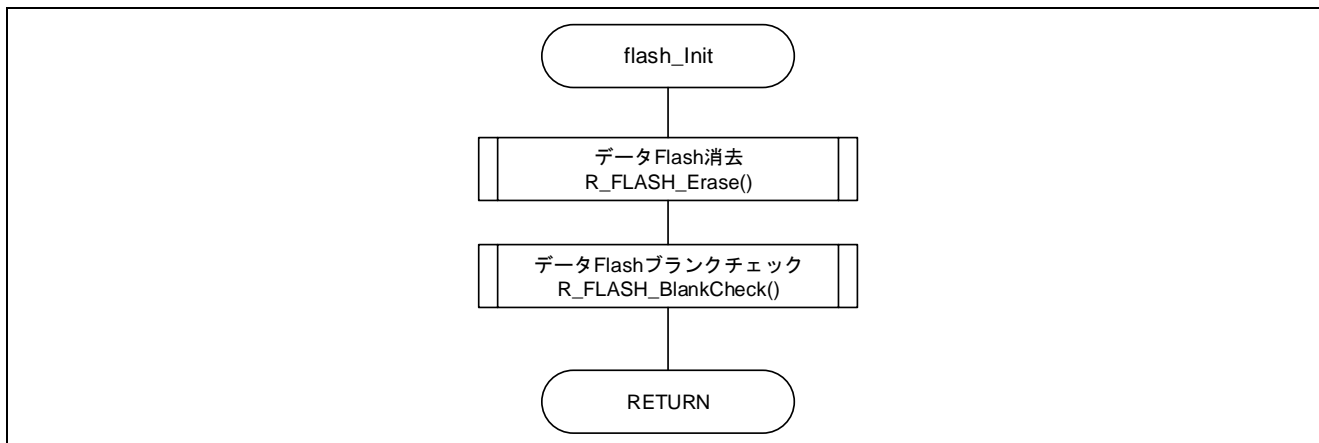 flash_Init
データFlash消去
R_FLASH_Erase()
データFlashブランクチェック
R_FLASH_BlankCheck()
RETURN